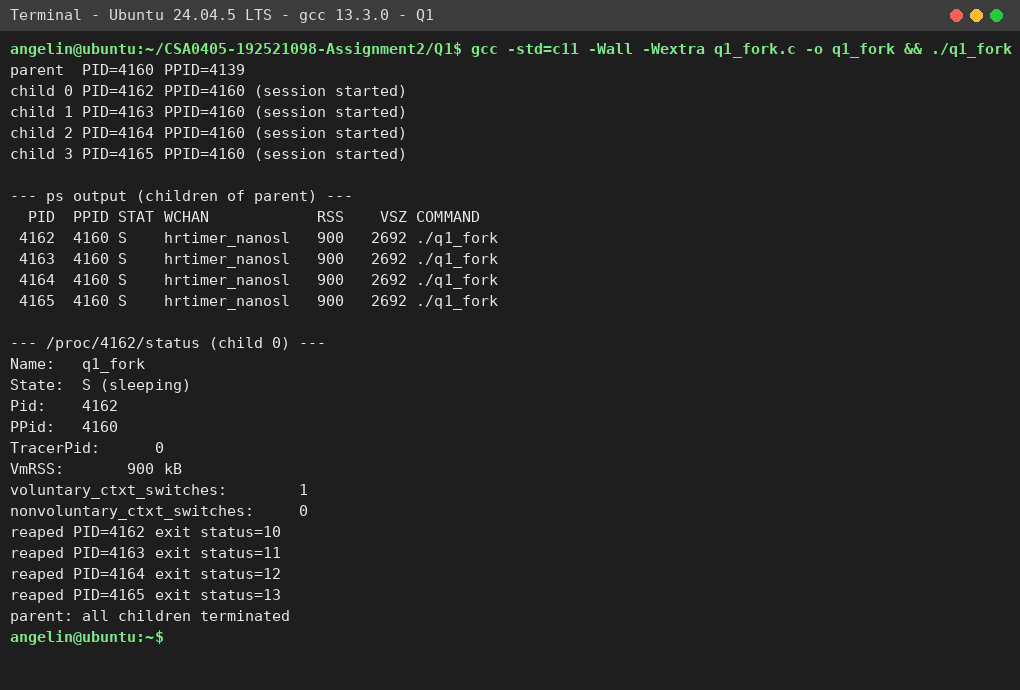 Terminal - Ubuntu 24.04.5 LTS - gcc 13.3.0 - Q1
angelin@ubuntu:~/CSA0405-192521098-Assignment2/Q1$ gcc -std=c11 -Wall -Wextra q1_fork.c -o q1_fork && ./q1_fork
parent  PID=4160 PPID=4139
child 0 PID=4162 PPID=4160 (session started)
child 1 PID=4163 PPID=4160 (session started)
child 2 PID=4164 PPID=4160 (session started)
child 3 PID=4165 PPID=4160 (session started)

--- ps output (children of parent) ---
  PID  PPID STAT WCHAN            RSS    VSZ COMMAND
 4162  4160 S    hrtimer_nanosl   900   2692 ./q1_fork
 4163  4160 S    hrtimer_nanosl   900   2692 ./q1_fork
 4164  4160 S    hrtimer_nanosl   900   2692 ./q1_fork
 4165  4160 S    hrtimer_nanosl   900   2692 ./q1_fork

--- /proc/4162/status (child 0) ---
Name:   q1_fork
State:  S (sleeping)
Pid:    4162
PPid:   4160
TracerPid:      0
VmRSS:       900 kB
voluntary_ctxt_switches:        1
nonvoluntary_ctxt_switches:     0
reaped PID=4162 exit status=10
reaped PID=4163 exit status=11
reaped PID=4164 exit status=12
reaped PID=4165 exit status=13
parent: all children terminated
angelin@ubuntu:~$